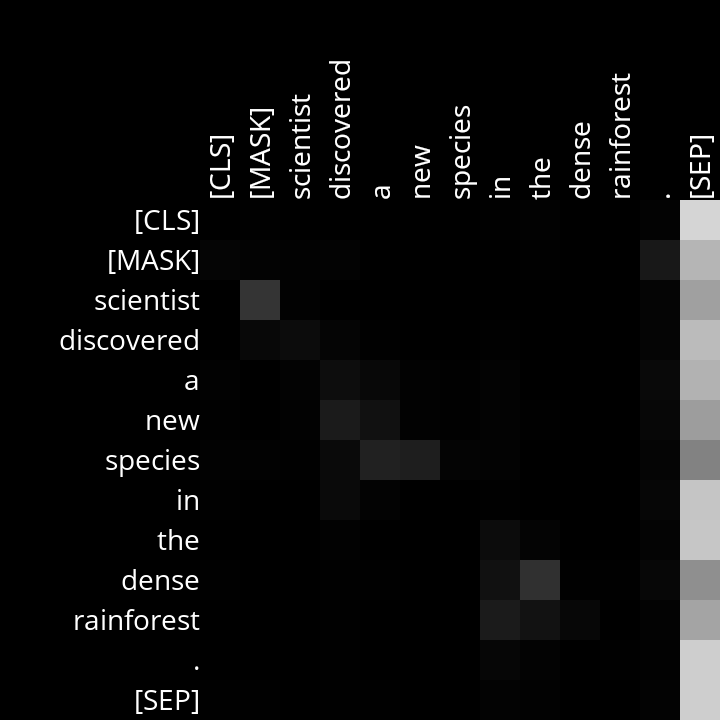 [CLS]
[MASK]
scientist
discovered
a
new
species
in
the
dense
rainforest
.
[SEP]
[CLS]
[MASK]
scientist
discovered
a
new
species
in
the
dense
rainforest
.
[SEP]